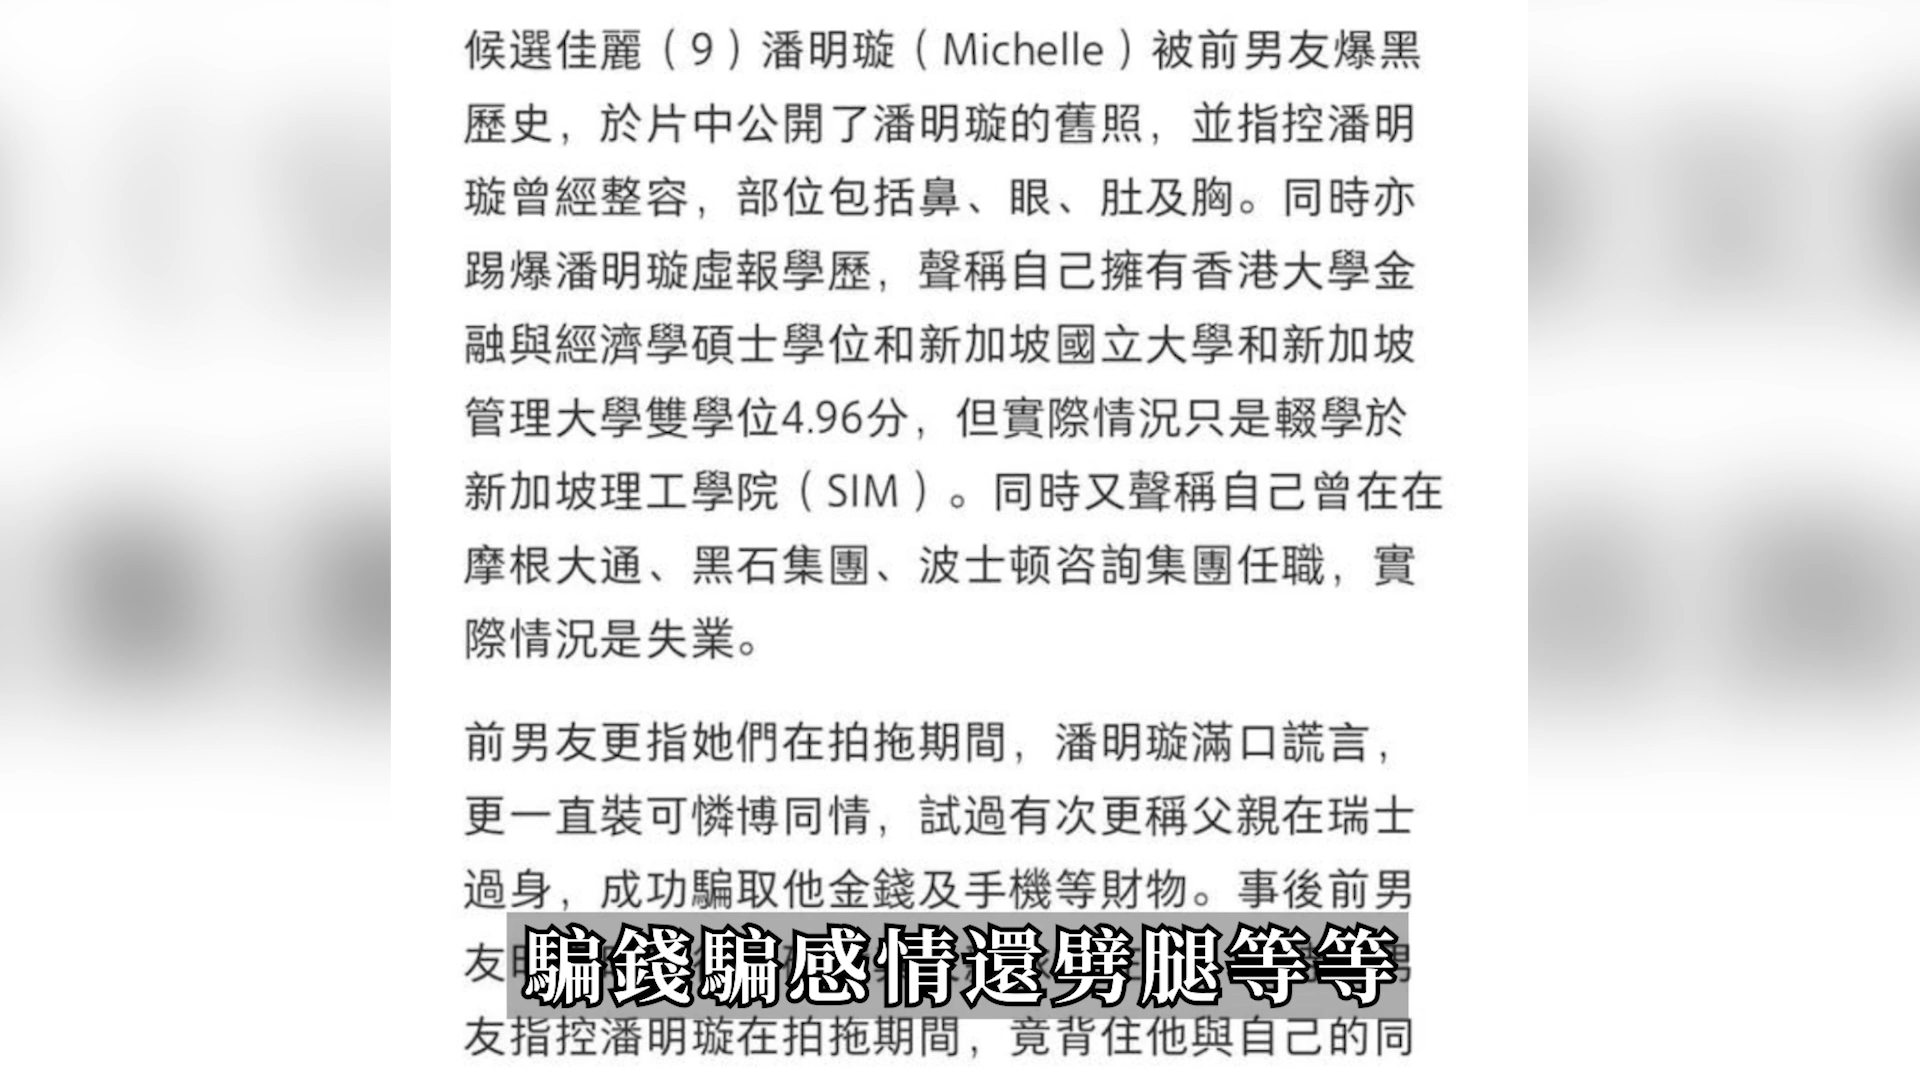 候選佳麗（9）潘明璇（Michelle）被前男友爆黑
歷史，於片中公開了潘明璇的舊照，並指控潘明
璇曾經整容，部位包括鼻、眼、肚及胸。同時亦
踢爆潘明璇虛報學歷，聲稱自己擁有香港大學金
融與經濟學碩士學位和新加坡國立大學和新加坡
管理大學雙學位4.96分，但實際情況只是輟學於
新加坡理工學院（SIM）。同時又聲稱自己曾在在
摩根大通、黑石集團、波士顿咨詢集團任職，實
際情況是失業。
前男友更指她們在拍拖期間，潘明璇滿口謊言，
更一直裝可憐博同情，試過有次更稱父親在瑞士
過身，成功騙取他金錢及手機等財物。事後前男
友
騙錢騙感情還劈腿等等
友指控潘明璇在拍拖期間，竟背住他與自己的同